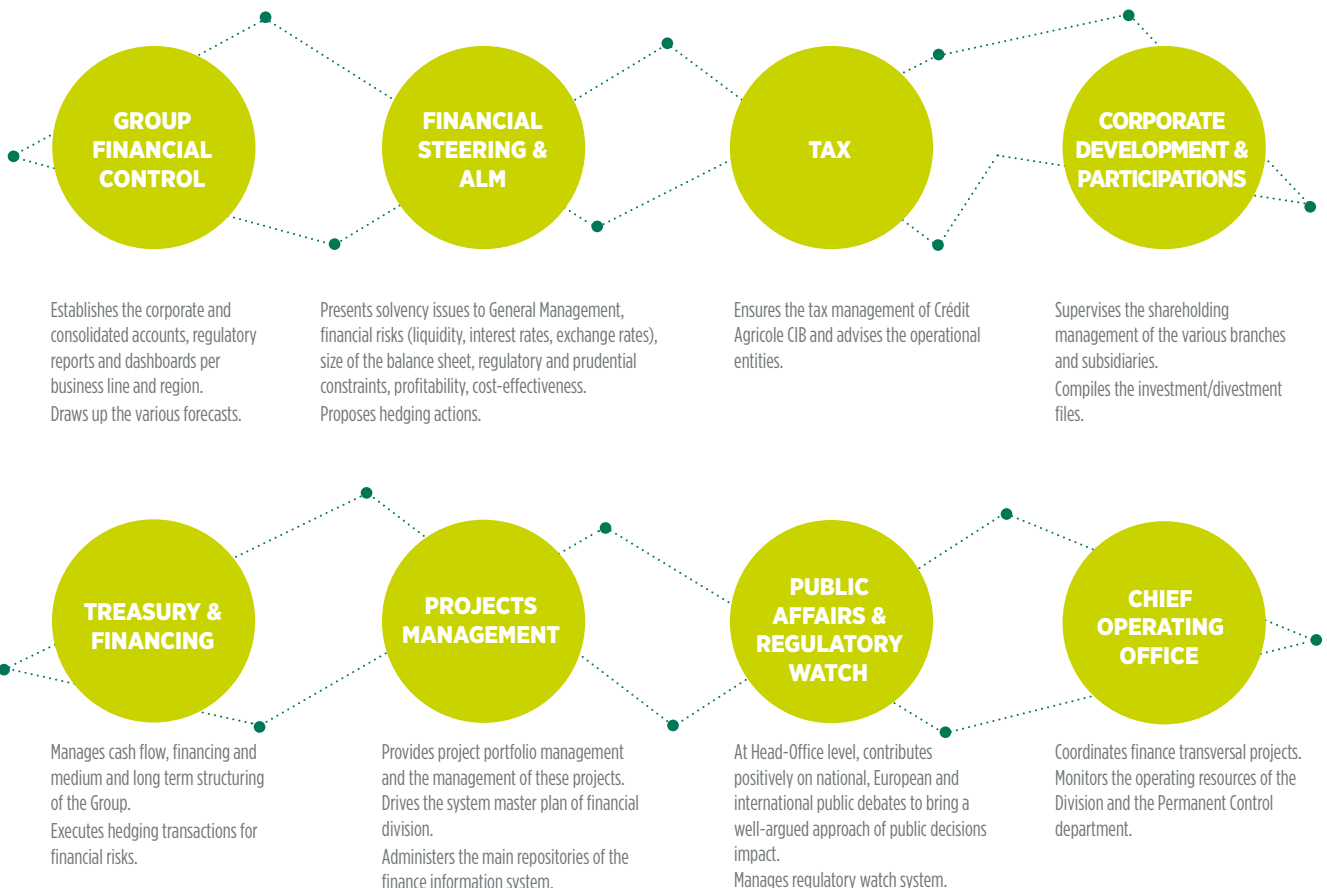 GROUP
FINANCIAL
CONTROL
Establishes the corporate and
consolidated accounts, regulatory
reports and dashboards per
business line and region.
Draws up the various forecasts.
FINANCIAL
STEERING &
ALM
Presents solvency issues to General Management,
financial risks (liquidity, interest rates, exchange rates),
size of the balance sheet, regulatory and prudential
constraints, profitability, cost-effectiveness.
Proposes hedging actions.
TAX
Ensures the tax management of Crédit
Agricole CIB and advises the operational
entities.
CORPORATE
DEVELOPMENT &
PARTICIPATIONS
Supervises the shareholding
management of the various branches
and subsidiaries.
Compiles the investment/divestment
files.
TREASURY &
FINANCING
Manages cash flow, financing and
medium and long term structuring
of the Group.
Executes hedging transactions for
financial risks.
PROJECTS
MANAGEMENT
Provides project portfolio management
and the management of these projects.
Drives the system master plan of financial
division.
Administers the main repositories of the
finance information system.
PUBLIC
AFFAIRS &
REGULATORY
WATCH
At Head-Office level, contributes
positively on national, European and
international public debates to bring a
well-argued approach of public decisions
impact.
Manages regulatory watch system.
CHIEF
OPERATING
OFFICE
Coordinates finance transversal projects.
Monitors the operating resources of the
Division and the Permanent Control
department.